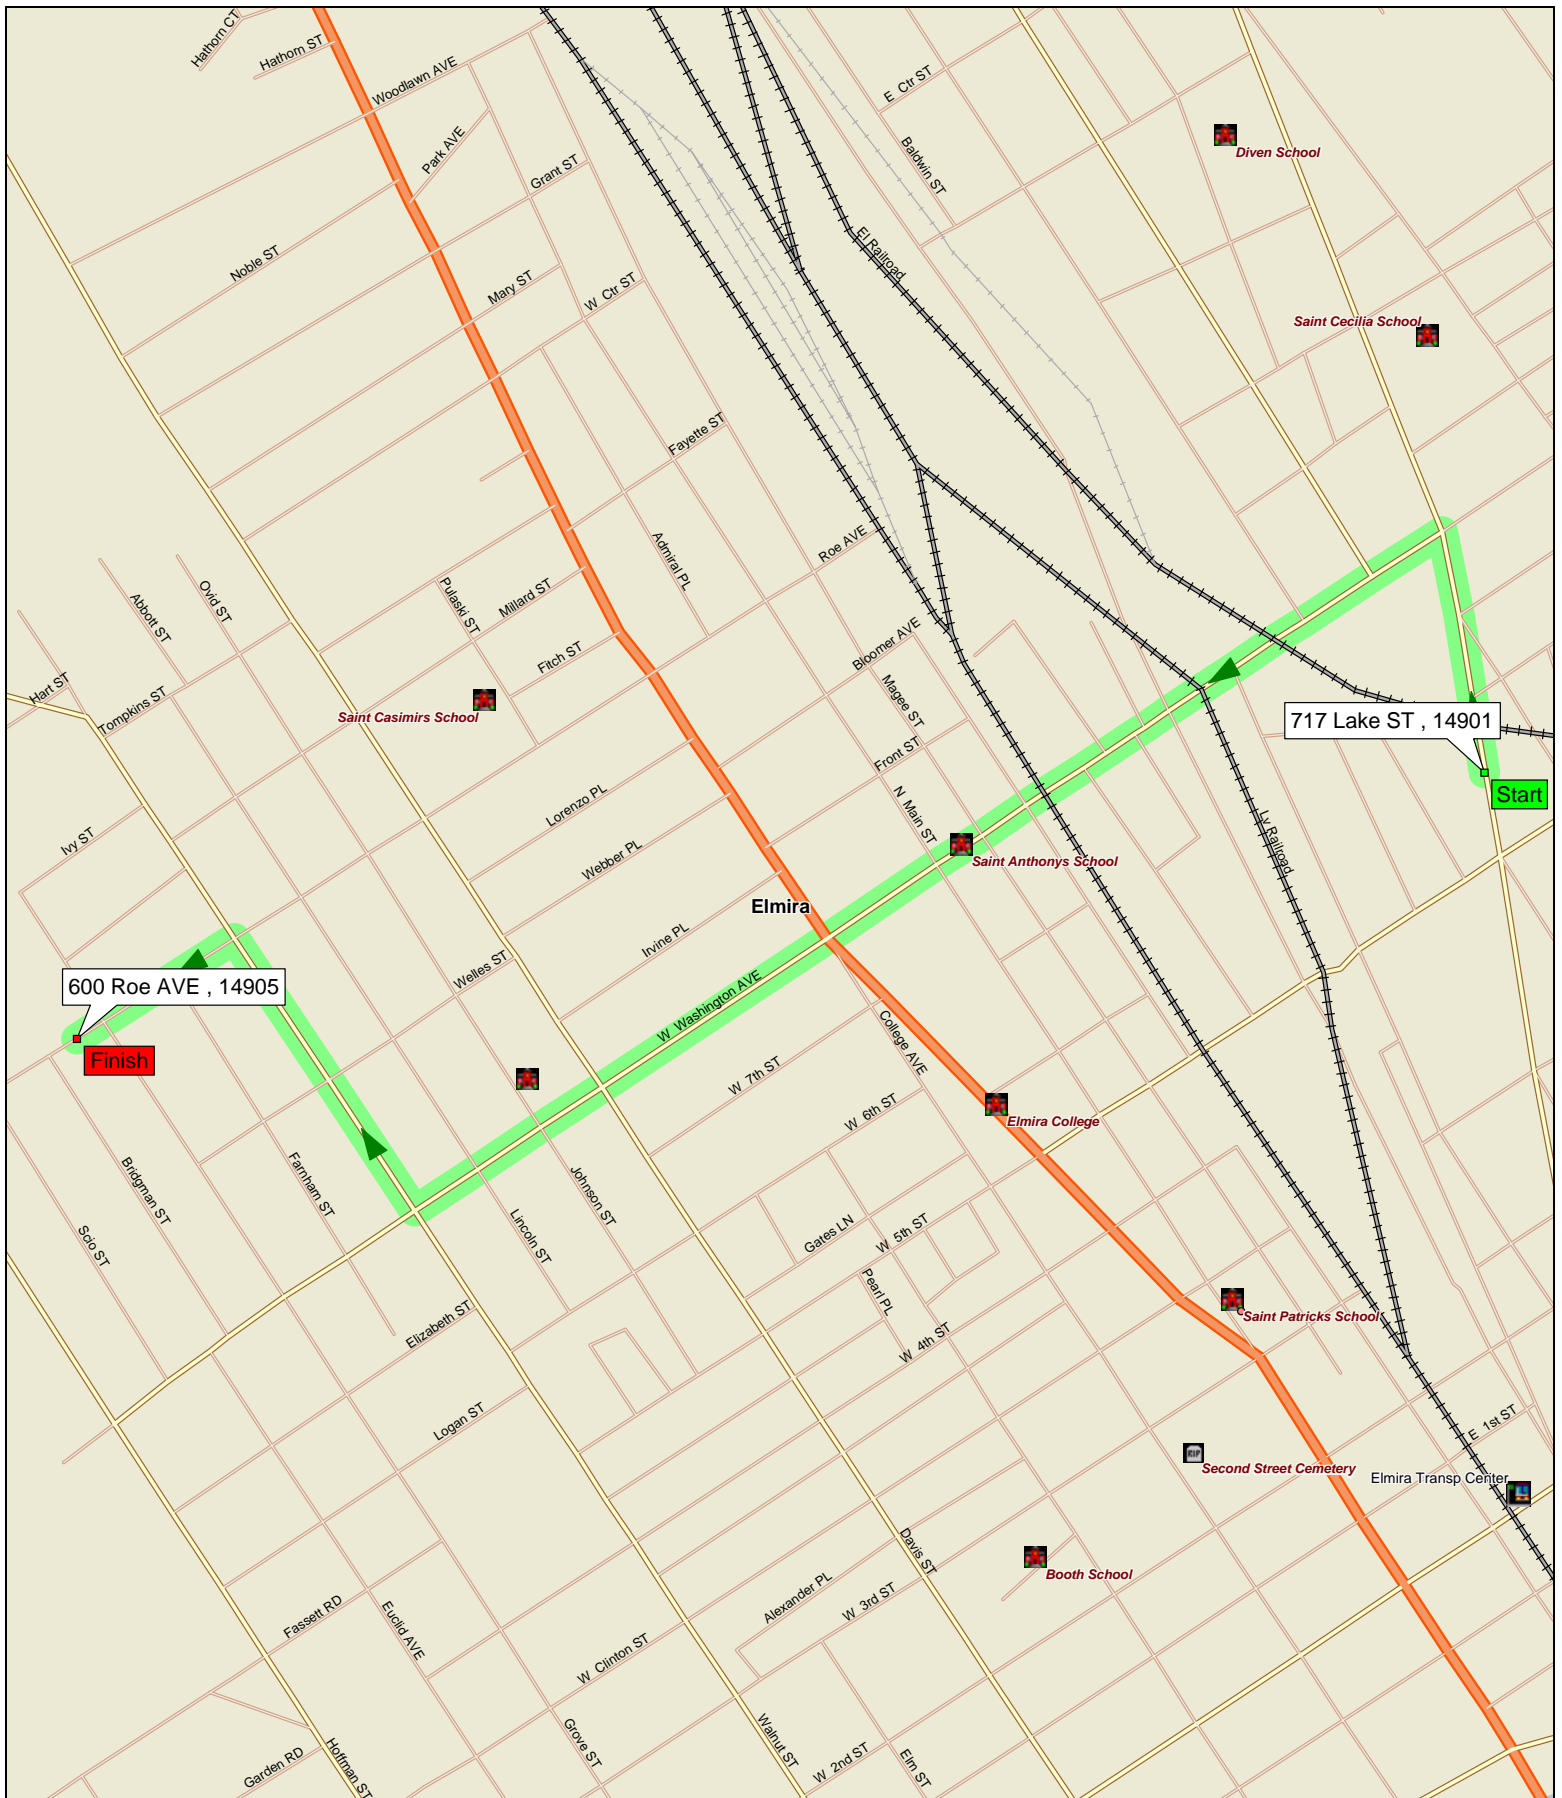 Hathorn CT
Hathorn ST
Woodlawn AVE
E Ctr ST
Park AVE
Diven School
Grant ST
Baldwin ST
El Railroad
Noble ST
Mary ST
W Ctr ST
Saint Cecilia School
Fayette ST
Roe AVE
Admiral PL
Ovid ST
Abbott ST
Pulaski ST
Millard ST
Fitch ST
Bloomer AVE
Hart ST
Tompkins ST
Magee ST
Saint Casimirs School
717 Lake ST , 14901
Front ST
Start
Lorenzo PL
N Main ST
Lv Railroad
Ivy ST
Webber PL
Saint Anthonys School
Elmira
Irvine PL
Welles ST
600 Roe AVE , 14905
W Washington AVE
College AVE
Finish
W 7th ST
W 6th ST
Elmira College
Bridgman ST
Farnham ST
Johnson ST
Lincoln ST
Scio ST
Gates LN
W 5th ST
Pearl PL
Elizabeth ST
Saint Patricks School
W 4th ST
Logan ST
E 1st ST
Second Street Cemetery
Elmira Transp Center
Davis ST
Booth School
Alexander PL
W 3rd ST
Fassett RD
Euclid AVE
W Clinton ST
Grove ST
Walnut ST
W 2nd ST
Elm ST
Garden RD
Hoffman ST